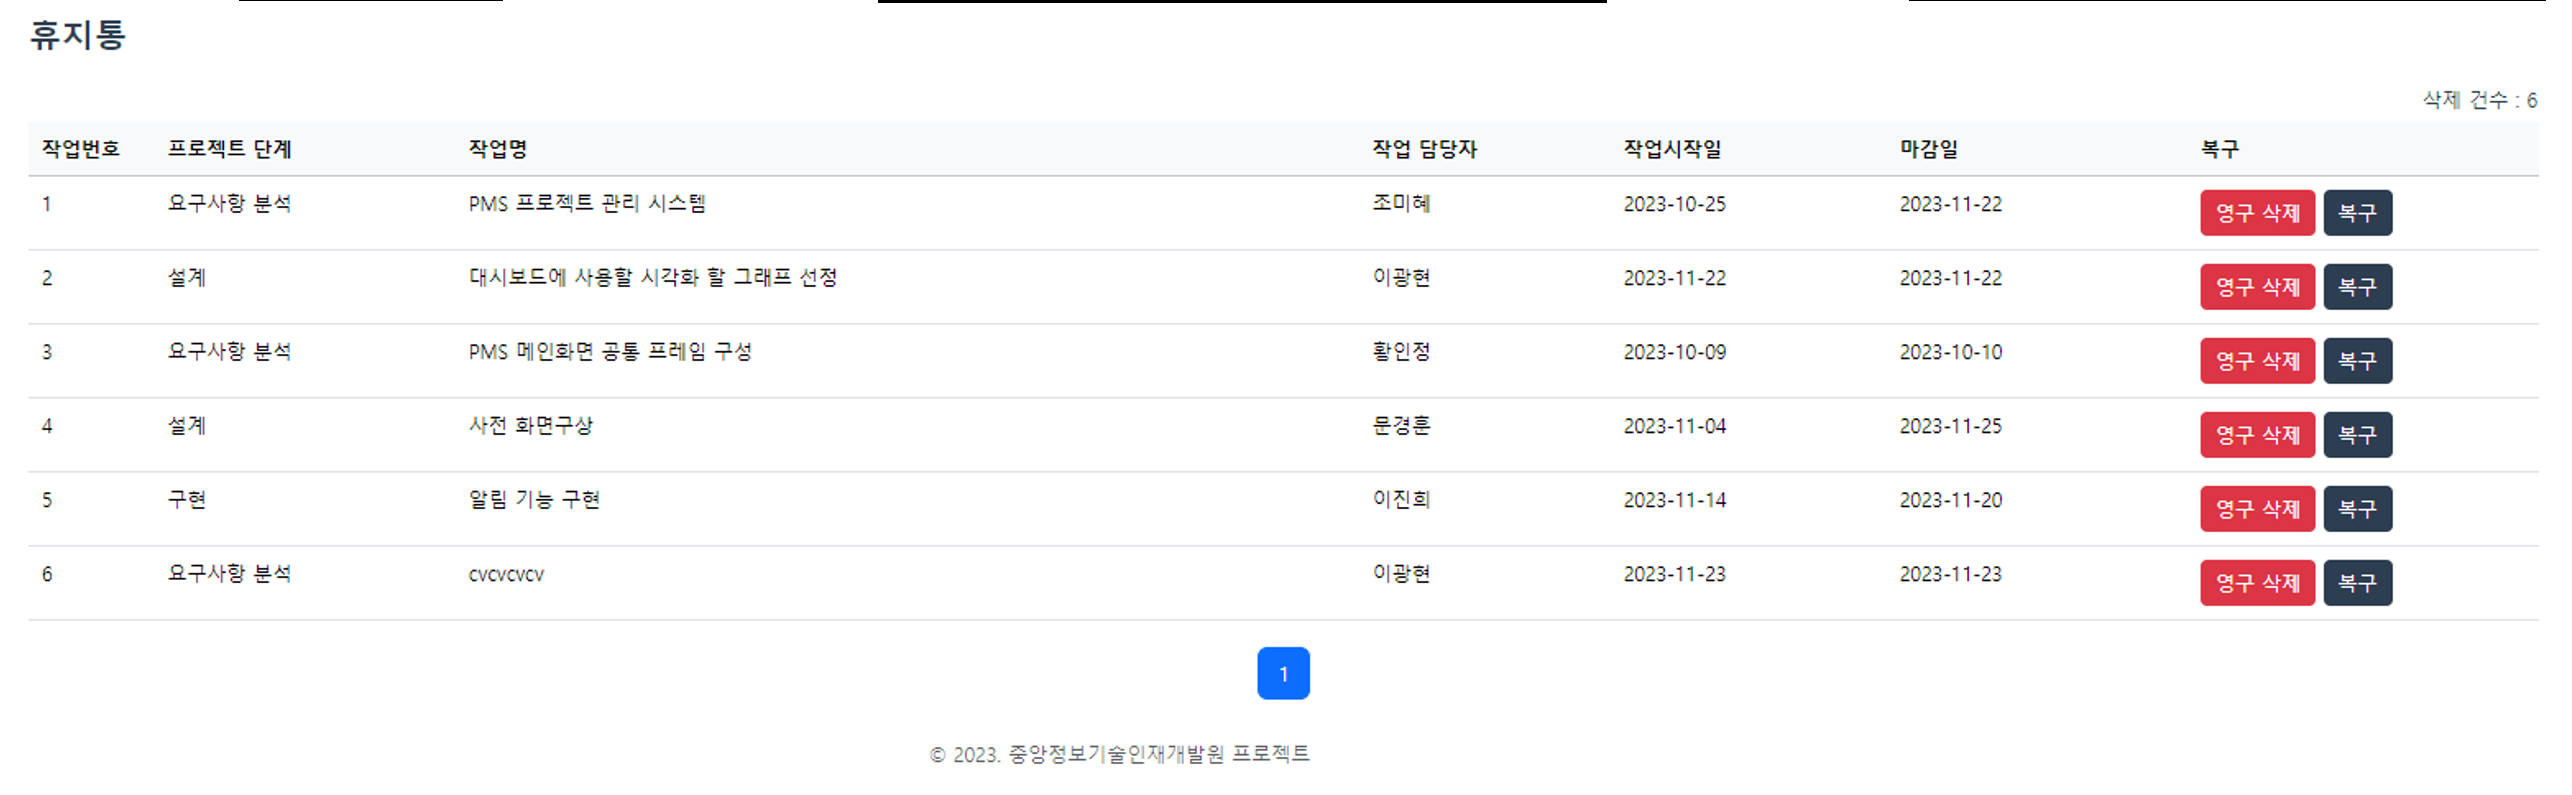 휴지통
삭제 건수 : 6
작업번호 프로젝트 단계 작업명 작업 담당자 작업시작일 마감일 복구
1 요구사항 분석 PMS 프로젝트 관리 시스템 조미혜 2023-10-25 2023-11-22 영구 삭제 복구
2 설계 대시보드에 사용할 시각화 할 그래프 선정 이광현 2023-11-22 2023-11-22 영구 삭제 복구
3 요구사항 분석 PMS 메인화면 공통 프레임 구성 황인정 2023-10-09 2023-10-10 영구 삭제 복구
4 설계 사전 화면구상 문경훈 2023-11-04 2023-11-25 영구 삭제 복구
5 구현 알림 기능 구현 이진희 2023-11-14 2023-11-20 영구 삭제 복구
6 요구사항 분석 cvcvcvcv 이광현 2023-11-23 2023-11-23 영구 삭제 복구
1
© 2023. 중앙정보기술인재개발원 프로젝트